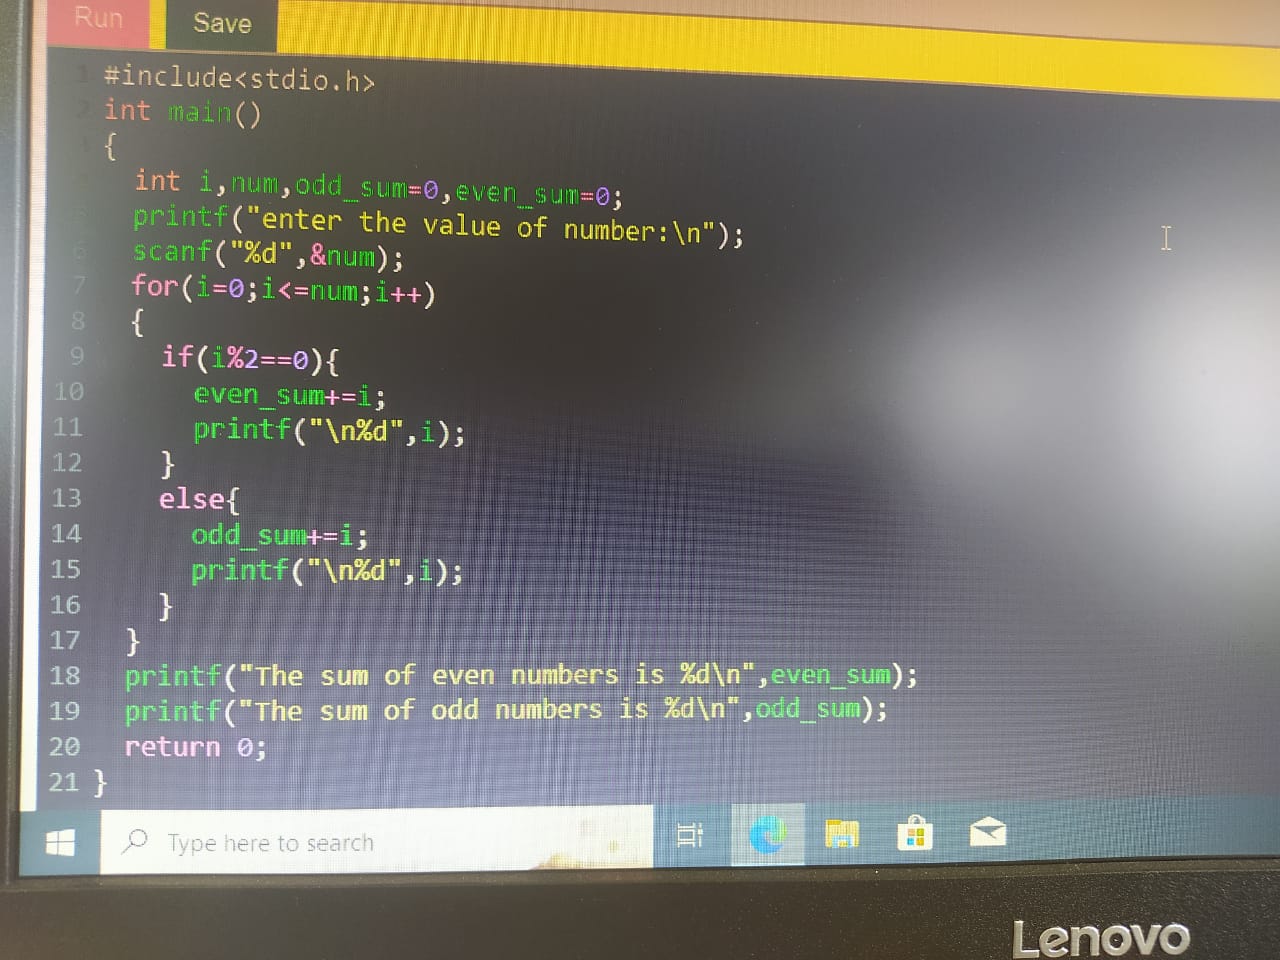 Run Save
1 #include<stdio.h>
2 int main()
3 {
4 int i,num,odd_sum=0,even_sum=0;
5 printf("enter the value of number:\n");
6 scanf("%d",&num);
7 for(i=0;i<=num;i++)
8 {
9 if(i%2==0){
10 even_sum+=i;
11 printf("\n%d",i);
12 }
13 else{
14 odd_sum+=i;
15 printf("\n%d",i);
16 }
17 }
18 printf("The sum of even numbers is %d\n",even_sum);
19 printf("The sum of odd numbers is %d\n",odd_sum);
20 return 0;
21 }
Type here to search
Lenovo